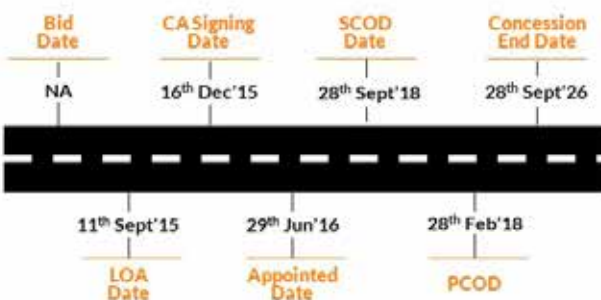 Bid
Date
CA Signing
Date
SCOD
Date
Concession
End Date
NA
16th Dec'15
28th Sept'18
28th Sept'26
11th Sept'15
29th Jun'16
28th Feb'18
LOA
Date
Appointed
Date
PCOD